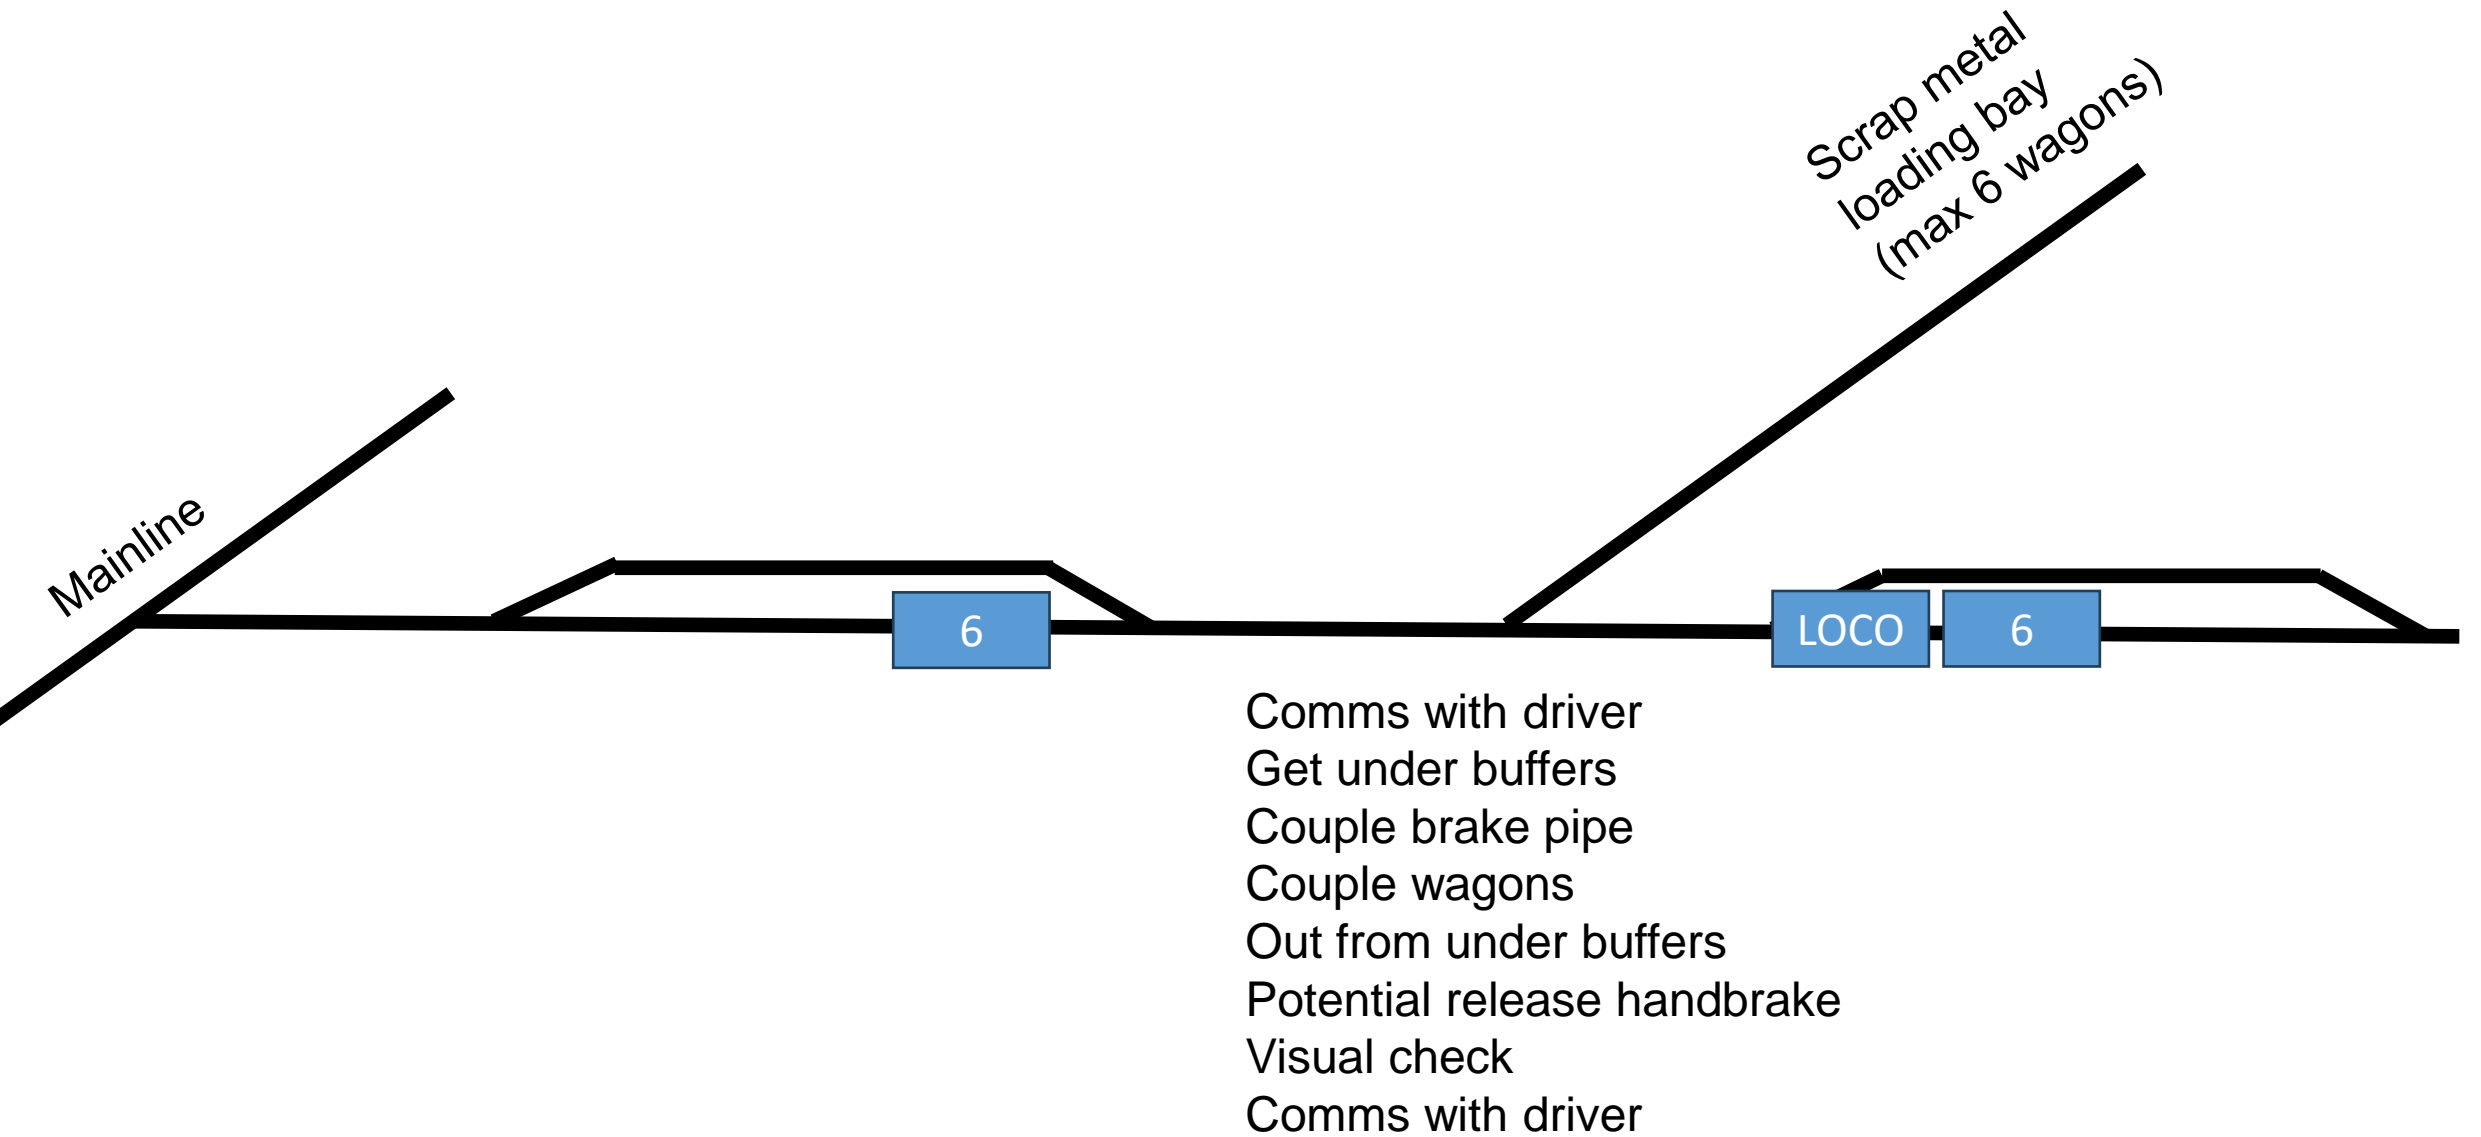 Scrap metal
loading bay
(max 6 wagons)
Mainline
6
LOCO
6
Comms with driver
Get under buffers
Couple brake pipe
Couple wagons
Out from under buffers
Potential release handbrake
Visual check
Comms with driver